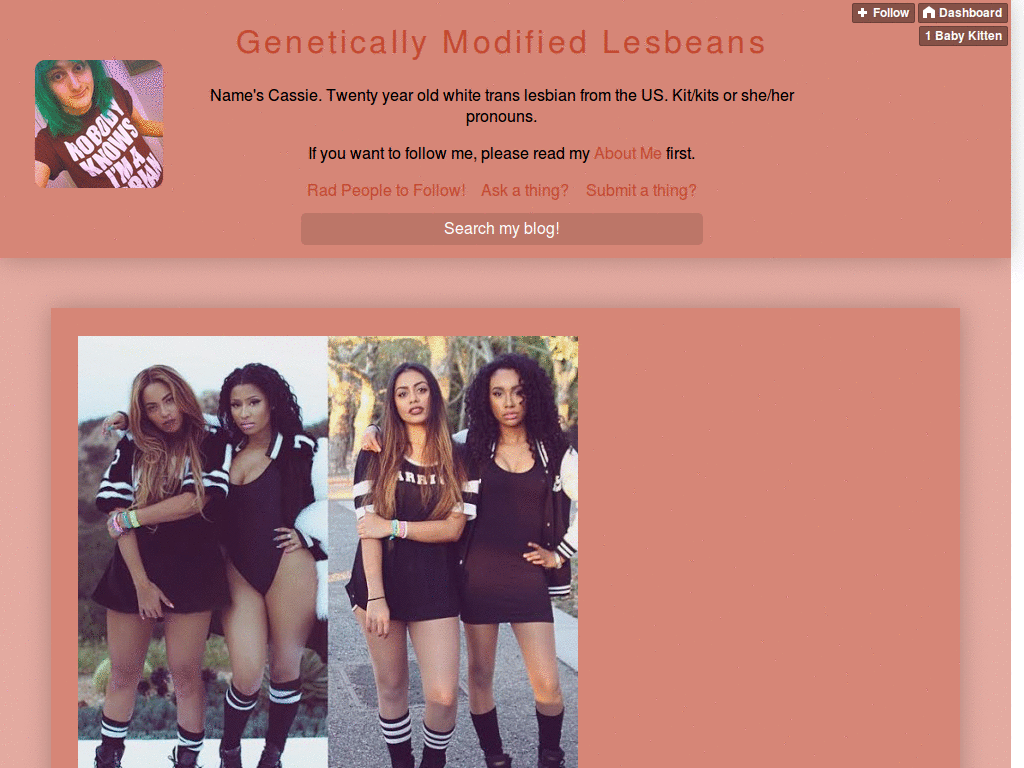 Follow
Dashboard
1 Baby Kitten
Genetically Modified Lesbeans
Name's Cassie. Twenty year old white trans lesbian from the US. Kit/kits or she/her
pronouns.
If you want to follow me, please read my About Me first.
Rad People to Follow! Ask a thing? Submit a thing?
Search my blog!
NOBODY
KNOWS
I'M A